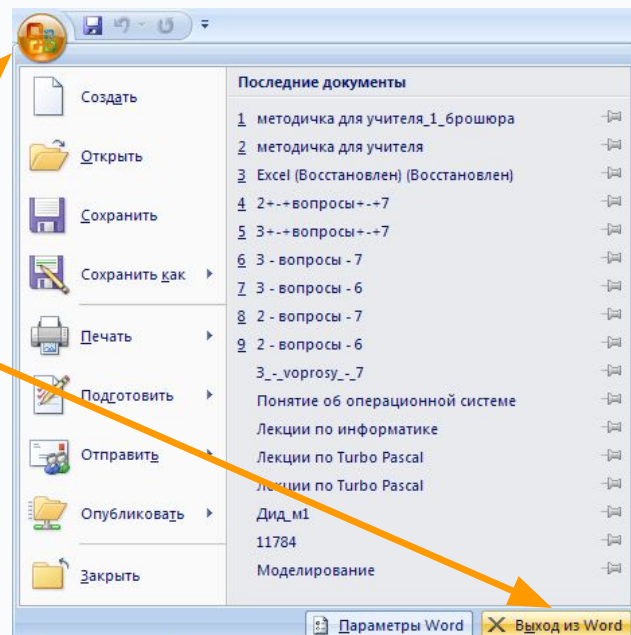 Создать
Открыть
Сохранить
Сохранить как
Печать
Подготовить
Отправить
Опубликовать
Закрыть
Последние документы
1 методичка для учителя_1_брошюра
2 методичка для учителя
3 Excel (Восстановлен) (Восстановлен)
4 2+-+вопросы+-+7
5 3+-+вопросы+-+7
6 3 - вопросы - 7
7 3 - вопросы - 6
8 2 - вопросы - 7
9 2 - вопросы - 6
3_-_voprosy_-_7
Понятие об операционной системе
Лекции по информатике
Лекции по Turbo Pascal
Лекции по Turbo Pascal
Дид_м1
11784
Моделирование
Параметры Word
Выход из Word